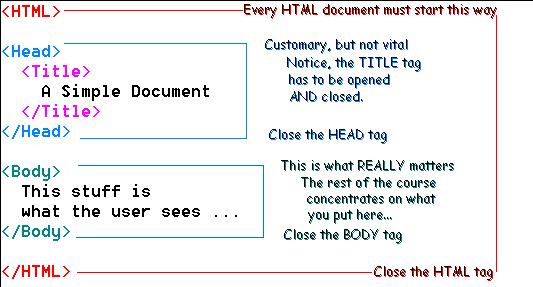 <HTML> Every HTML document must start this way
<Head> Customary, but not vital
<Title> Notice, the TITLE tag
has to be opened
A Simple Document AND closed.
</Title>
</Head> Close the HEAD tag
<Body> This is what REALLY matters
This stuff is The rest of the course
concentrates on what
what the user sees ... you put here...
</Body> Close the BODY tag
</HTML> Close the HTML tag